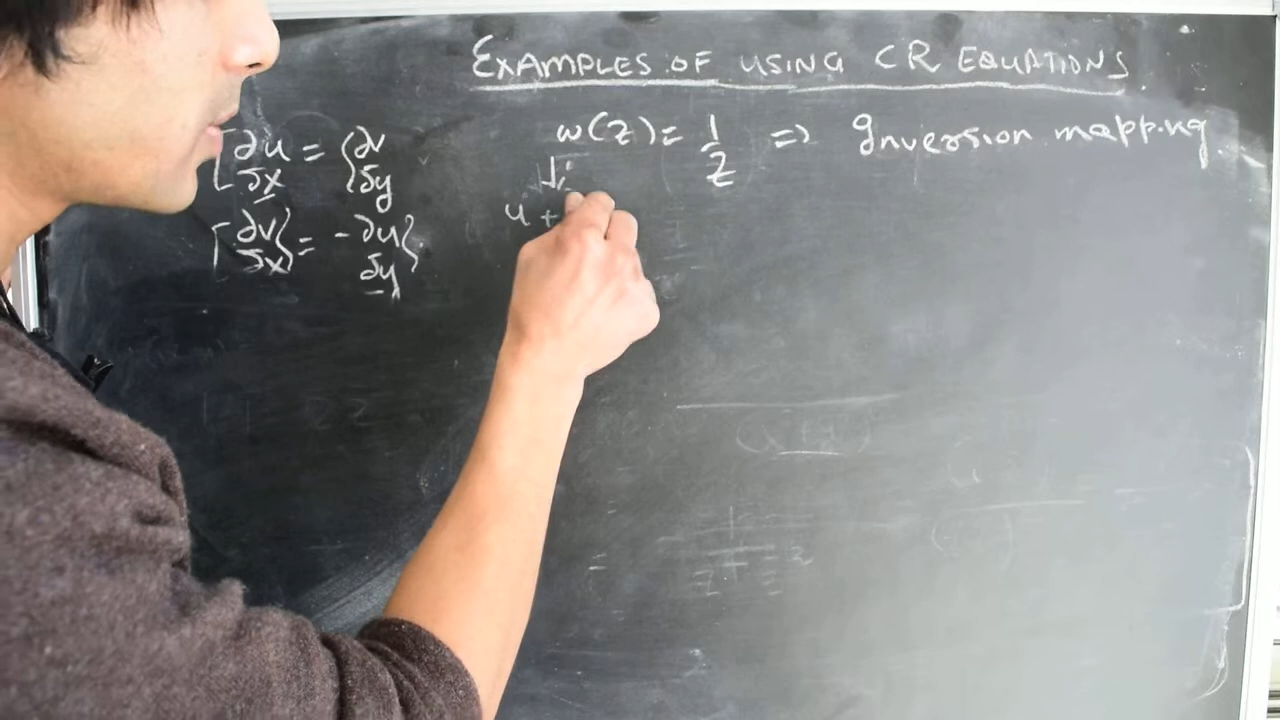 EXAMPLES OF USING CR EQUATIONS
w(z) = 1/z => Inversion mapping.
u +
[∂u/∂x = {∂v/∂y
[∂v/∂x} = -∂u/∂y}